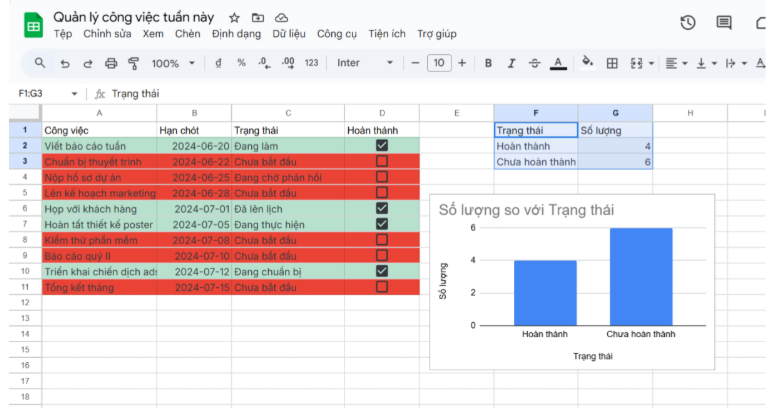 Quản lý công việc tuần này
Tệp Chỉnh sửa Xem Chèn Định dạng Dữ liệu Công cụ Tiện ích Trợ giúp
100% đ % .0 .00 123 Inter 10 B I A
F1:G3 fx Trạng thái
A B C D E F G H
1 Công việc Hạn chót Trạng thái Hoàn thành Trạng thái Số lượng
2 Viết báo cáo tuần 2024-06-20 Đang làm Hoàn thành 4
3 Chuẩn bị thuyết trình 2024-06-22 Chưa bắt đầu Chưa hoàn thành 6
4 Nộp hồ sơ dự án 2024-06-25 Đang chờ phản hồi
5 Lên kế hoạch marketing 2024-06-28 Chưa bắt đầu
6 Họp với khách hàng 2024-07-01 Đã lên lịch
7 Hoàn tất thiết kế poster 2024-07-05 Đang thực hiện
8 Kiểm thử phần mềm 2024-07-08 Chưa bắt đầu
9 Báo cáo quý II 2024-07-10 Chưa bắt đầu
10 Triển khai chiến dịch ads 2024-07-12 Đang chuẩn bị
11 Tổng kết tháng 2024-07-15 Chưa bắt đầu
12
13
14
15
16
17
18
Số lượng so với Trạng thái
6
4
2
0
Số lượng
Hoàn thành Chưa hoàn thành
Trạng thái